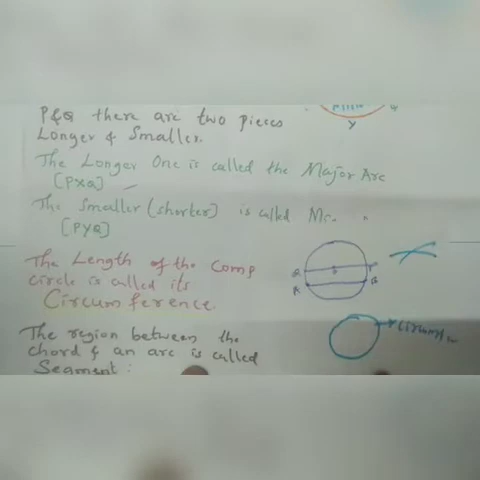 P&Q there are two pieces
Longer & Smaller.
The Longer One is called the Major Arc
[PXQ]
The Smaller (shorter) is called
[PYQ]
The Length of the Comp
circle is called its
Circumference
The region between the
chord & an arc is called
Segment:
Y
Q
R
B